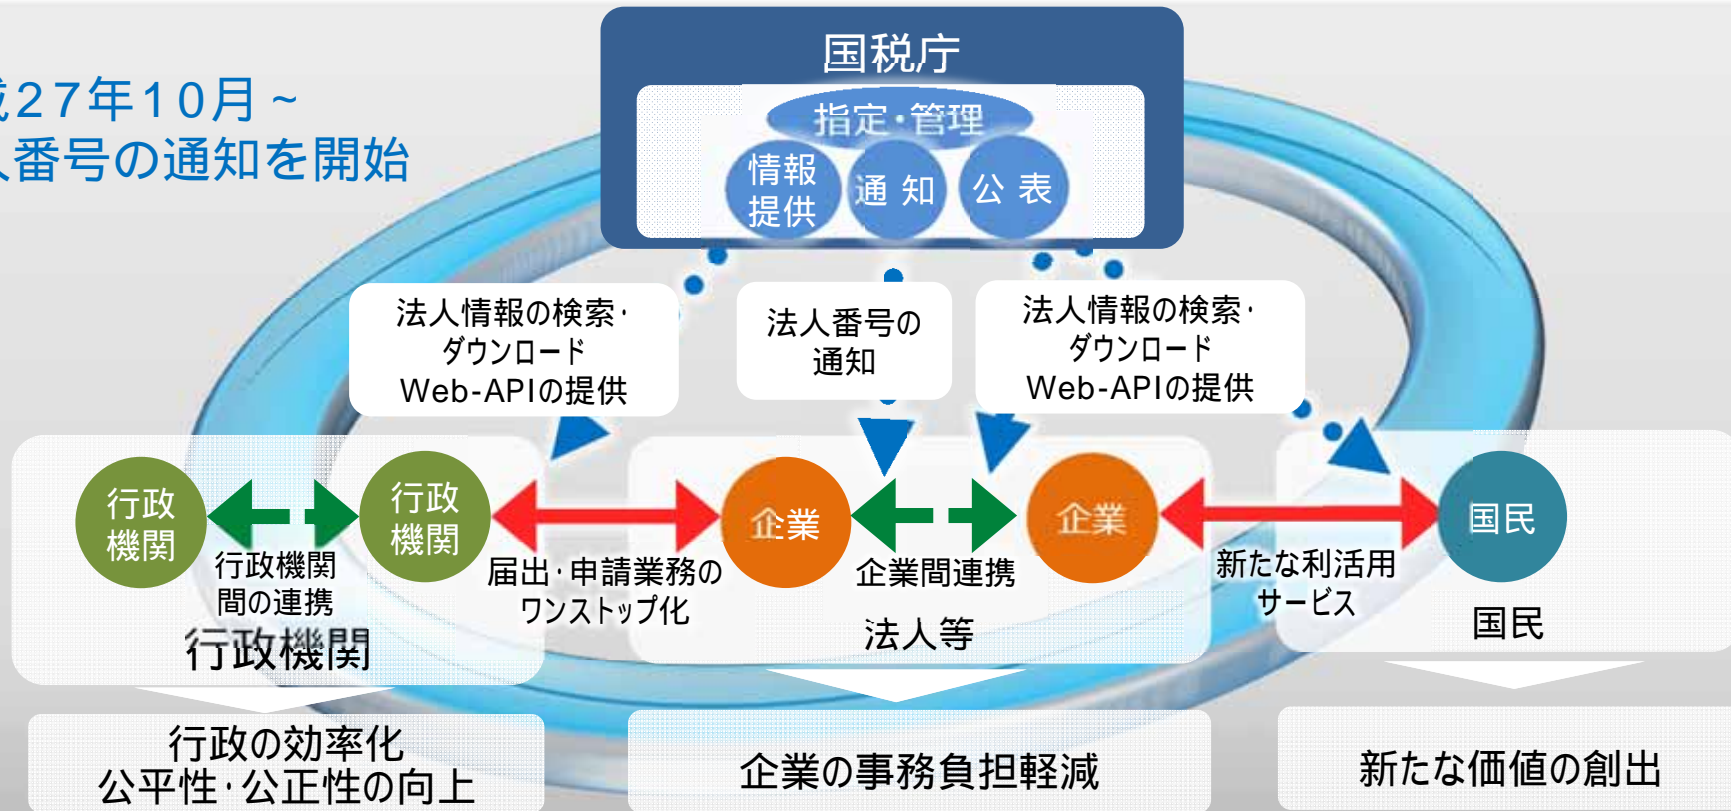 国税庁
成27年10月~
人番号の通知を開始
指定・管理
情報
提供
通 知
公 表
法人情報の検索・
ダウンロード
Web-APIの提供
法人番号の
通知
法人情報の検索・
ダウンロード
Web-APIの提供
行政
機関
行政
機関
企業
企業
国民
行政機関
間の連携
届出・申請業務の
ワンストップ化
企業間連携
新たな利活用
サービス
行政機関
法人等
国民
行政の効率化
公平性・公正性の向上
企業の事務負担軽減
新たな価値の創出